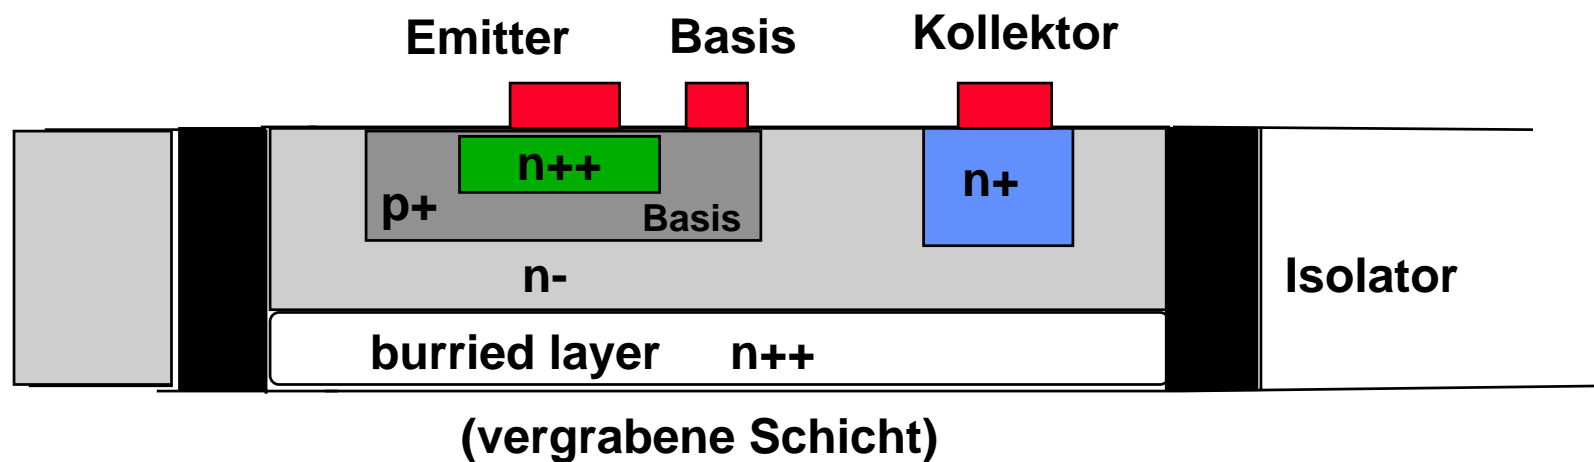 Emitter Basis Kollektor
n++
n+
p+
Basis
n-
Isolator
burried layer n++
(vergrabene Schicht)